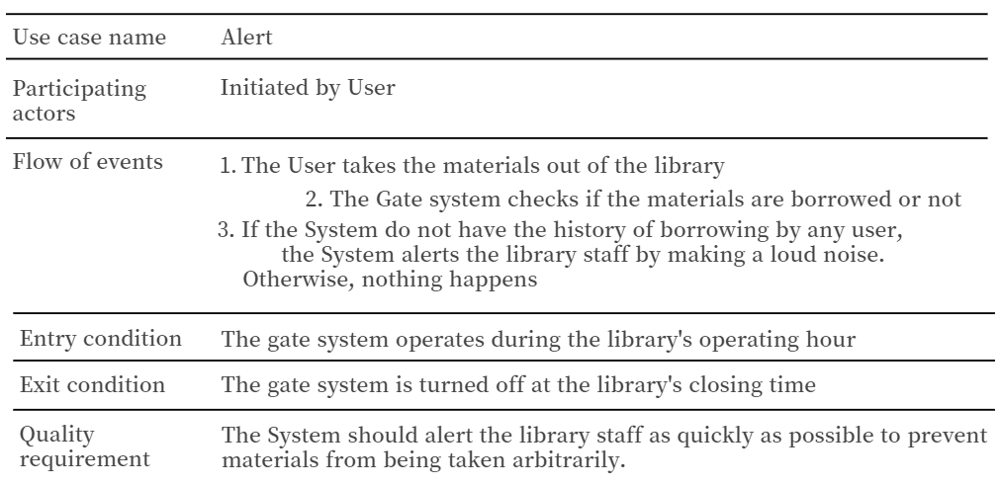 Use case name Alert
Participating actors Initiated by User
Flow of events 1. The User takes the materials out of the library
2. The Gate system checks if the materials are borrowed or not
3. If the System do not have the history of borrowing by any user,
the System alerts the library staff by making a loud noise.
Otherwise, nothing happens
Entry condition The gate system operates during the library's operating hour
Exit condition The gate system is turned off at the library's closing time
Quality requirement The System should alert the library staff as quickly as possible to prevent
materials from being taken arbitrarily.